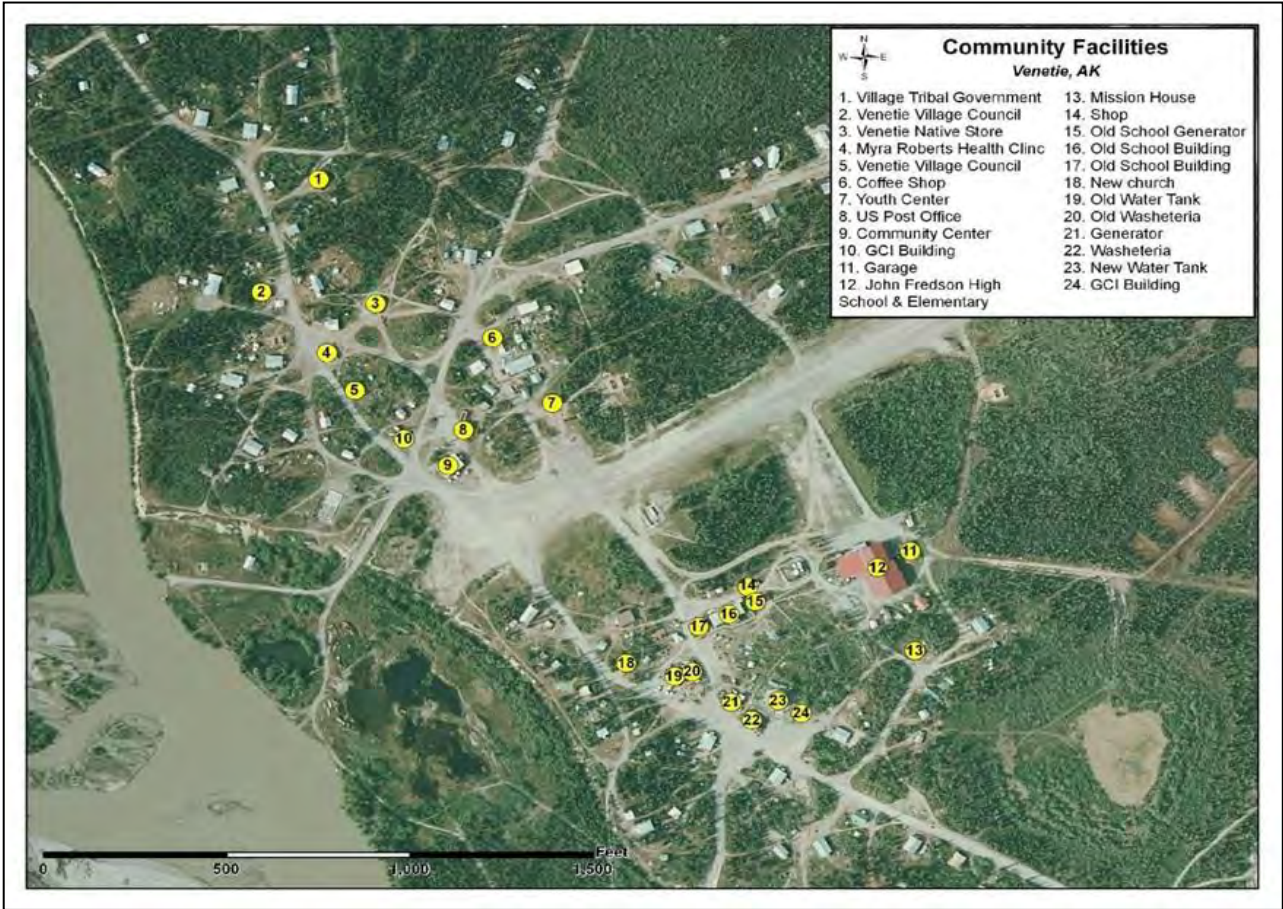 Community Facilities
Venetie, AK
N
W E
S
1. Village Tribal Government
2. Venetie Village Council
3. Venetie Native Store
4. Myra Roberts Health Clinc
5. Venetie Village Council
6. Coffee Shop
7. Youth Center
8. US Post Office
9. Community Center
10. GCI Building
11. Garage
12. John Fredson High
School & Elementary
13. Mission House
14. Shop
15. Old School Generator
16. Old School Building
17. Old School Building
18. New church
19. Old Water Tank
20. Old Washeteria
21. Generator
22. Washeteria
23. New Water Tank
24. GCI Building
1
2
3
4
5
6
7
8
9
10
11
12
13
14
15
16
17
18
19
20
21
22
23
24
Feet
0 500 1,000 1,500